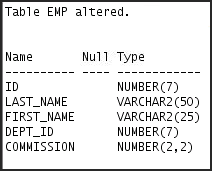 Table EMP altered.
Name        Null Type
----------- ---- -------------
ID               NUMBER(7)
LAST_NAME        VARCHAR2(50)
FIRST_NAME       VARCHAR2(25)
DEPT_ID          NUMBER(7)
COMMISSION       NUMBER(2,2)